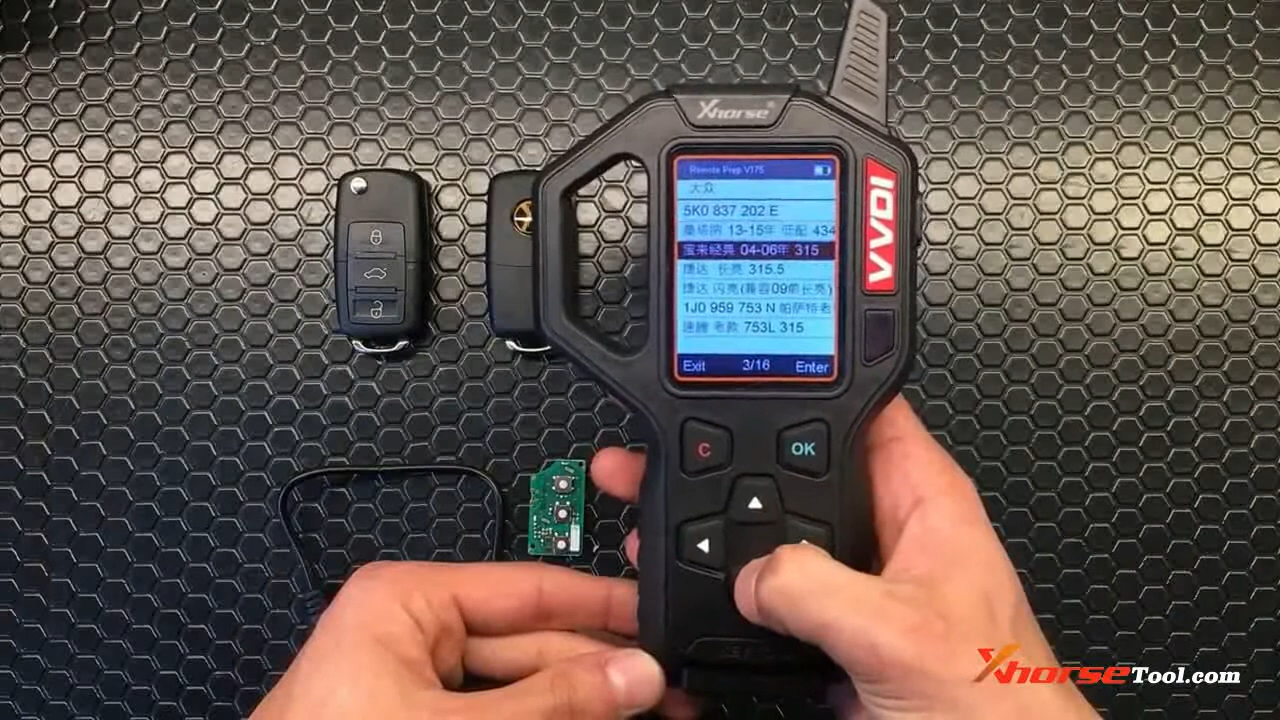 Xhorse®
VVDI
Remote Prep V175
大众
5K0 837 202 E
桑塔纳 13-15年 低配 434
宝来经典 04-06年 315
捷达 长亮 315.5
捷达 闪亮(兼容09前长亮)
1J0 959 753 N 帕萨特老
速腾 老款 753L 315
Exit 3/16 Enter
C OK
XhorseTool.com